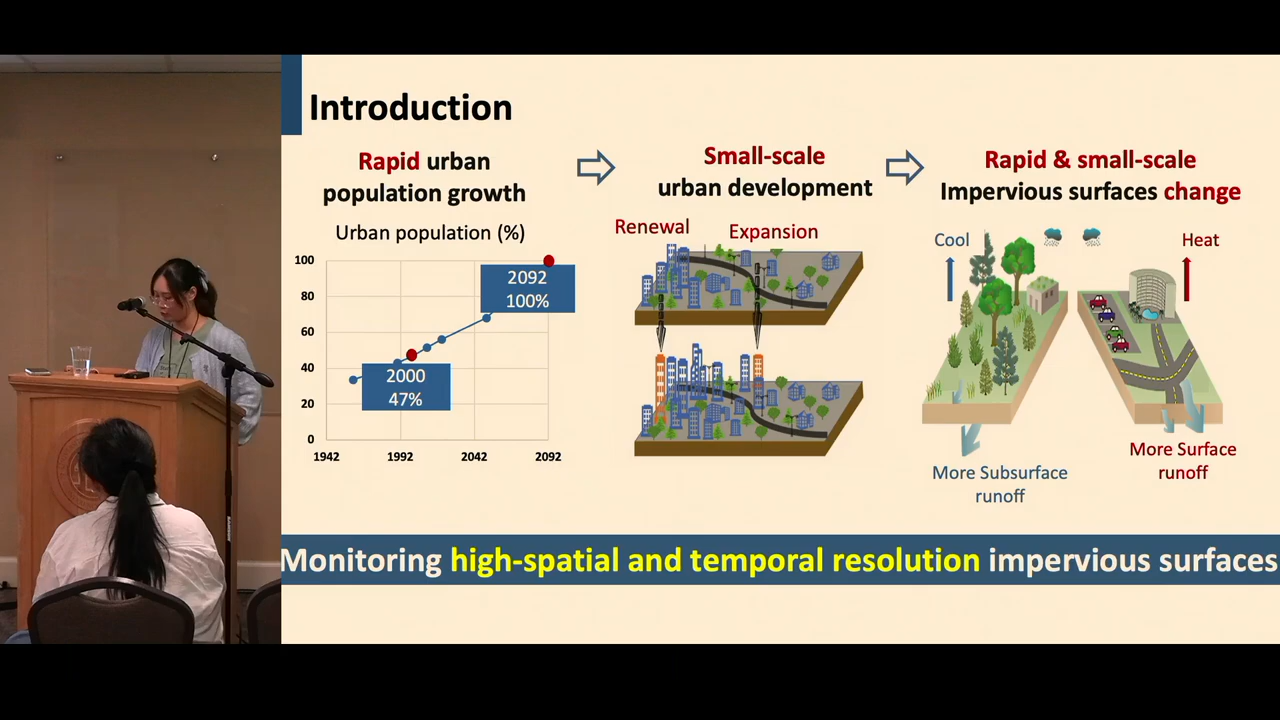 Introduction
Rapid urban
population growth
Small-scale
urban development
Rapid & small-scale
Impervious surfaces change
Urban population (%)
100
80
60
40
20
0
1942
1992
2042
2092
2092
100%
2000
47%
Renewal
Expansion
Cool
Heat
More Subsurface
runoff
More Surface
runoff
Monitoring high-spatial and temporal resolution impervious surfaces